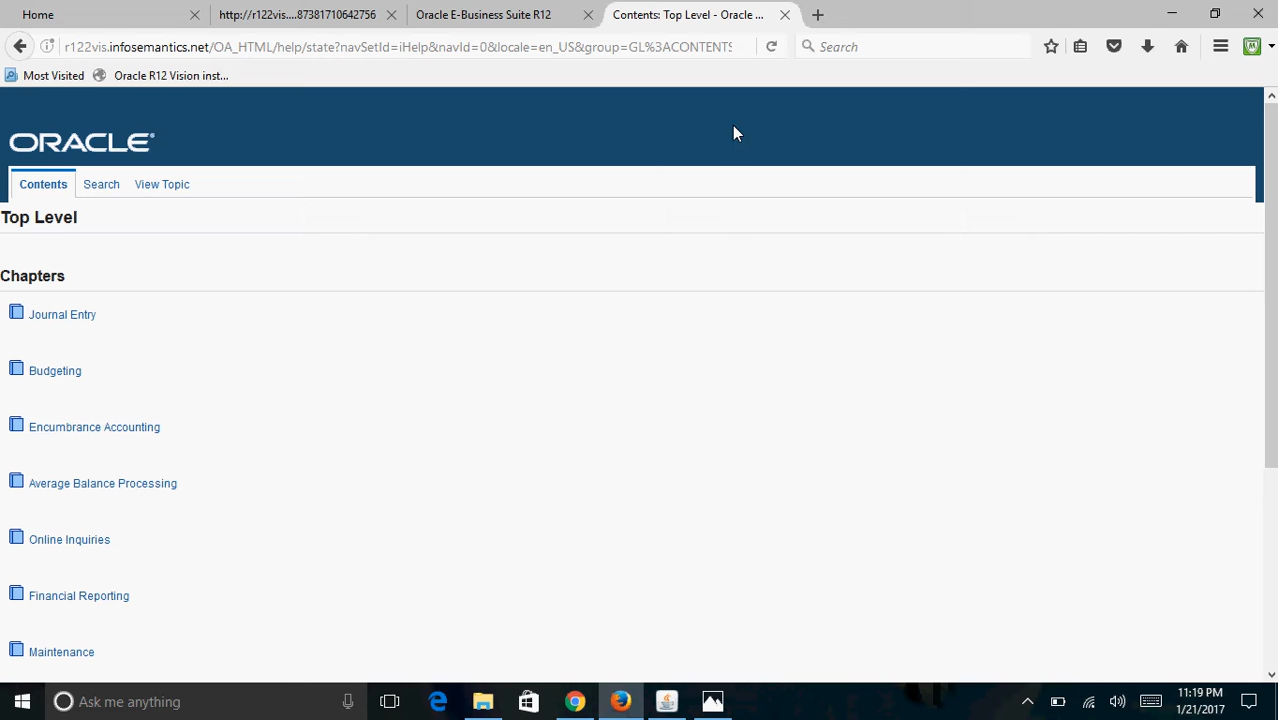 Home
http://r122vis....87381710642756
Oracle E-Business Suite R12
Contents: Top Level - Oracle ...
r122vis.infosemantics.net/OA_HTML/help/state?navSetId=iHelp&navId=0&locale=en_US&group=GL%3ACONTENTS
Search
Most Visited
Oracle R12 Vision inst...
ORACLE®
Contents
Search
View Topic
Top Level
Chapters
Journal Entry
Budgeting
Encumbrance Accounting
Average Balance Processing
Online Inquiries
Financial Reporting
Maintenance
Ask me anything
11:19 PM
1/21/2017